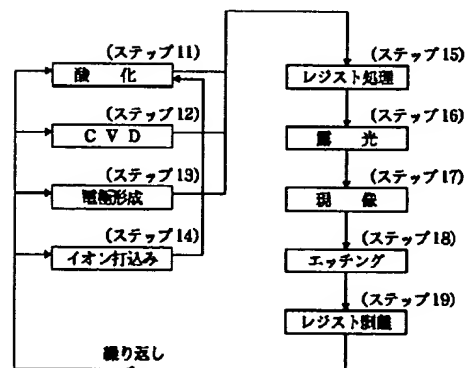 (ステップ11)
酸 化
(ステップ12)
C V D
(ステップ13)
電極形成
(ステップ14)
イオン打込み
繰り返し
(ステップ15)
レジスト処理
(ステップ16)
露 光
(ステップ17)
現 像
(ステップ18)
エッチング
(ステップ19)
レジスト剥離